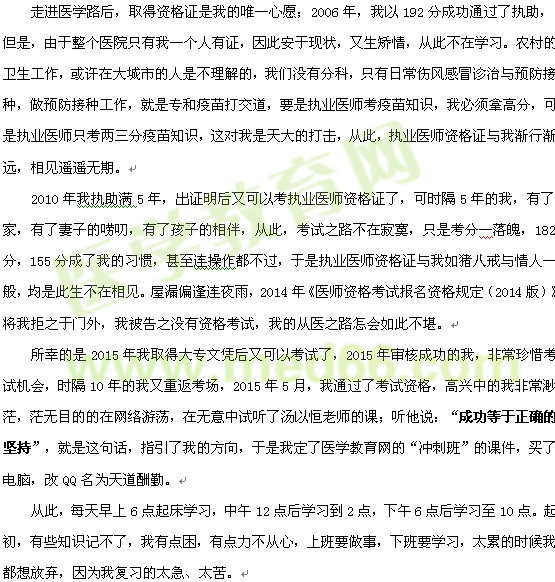 走进医学路后，取得资格证是我的唯一心愿；2006 年，我以 192 分成功通过了执助，
但是，由于整个医院只有我一个人有证，因此安于现状，又生矫情，从此不在学习。农村的
卫生工作，或许在大城市的人是不理解的，我们没有分科，只有日常伤风感冒诊治与预防接
种，做预防接种工作，就是专和疫苗打交道，要是执业医师考疫苗知识，我必须拿高分，可
是执业医师只考两三分疫苗知识，这对我是天大的打击，从此，执业医师资格证与我渐行渐
远，相见遥遥无期。
2010 年我执助满 5 年，出证明后又可以考执业医师资格证了，可时隔 5 年的我，有了
家，有了妻子的唠叨，有了孩子的相伴，从此，考试之路不在寂寞，只是考分一落魄，182
分，155 分成了我的习惯，甚至连操作都不过，于是执业医师资格证与我如猪八戒与情人一
般，均是此生不在相见。屋漏偏逢连夜雨，2014 年《医师资格考试报名资格规定（2014 版）》
将我拒之于门外，我被告之没有资格考试，我的从医之路怎会如此不堪。
所幸的是 2015 年我取得大专文凭后又可以考试了，2015 年审核成功的我，非常珍惜考
试机会，时隔 10 年的我又重返考场，2015 年 5 月，我通过了考试资格，高兴中的我非常渺
茫，茫无目的的在网络游荡，在无意中试听了汤以恒老师的课；听他说：“成功等于正确的
坚持”，就是这句话，指引了我的方向，于是我定了医学教育网的“冲刺班”的课件，买了
电脑，改 QQ 名为天道酬勤。
从此，每天早上 6 点起床学习，中午 12 点后学习到 2 点，下午 6 点后学习至 10 点。起
初，有些知识记不了，我有点困，有点力不从心，上班要做事，下班要学习，太累的时候我
都想放弃，因为我复习的太急、太苦。
医学教育网
www.med66.com